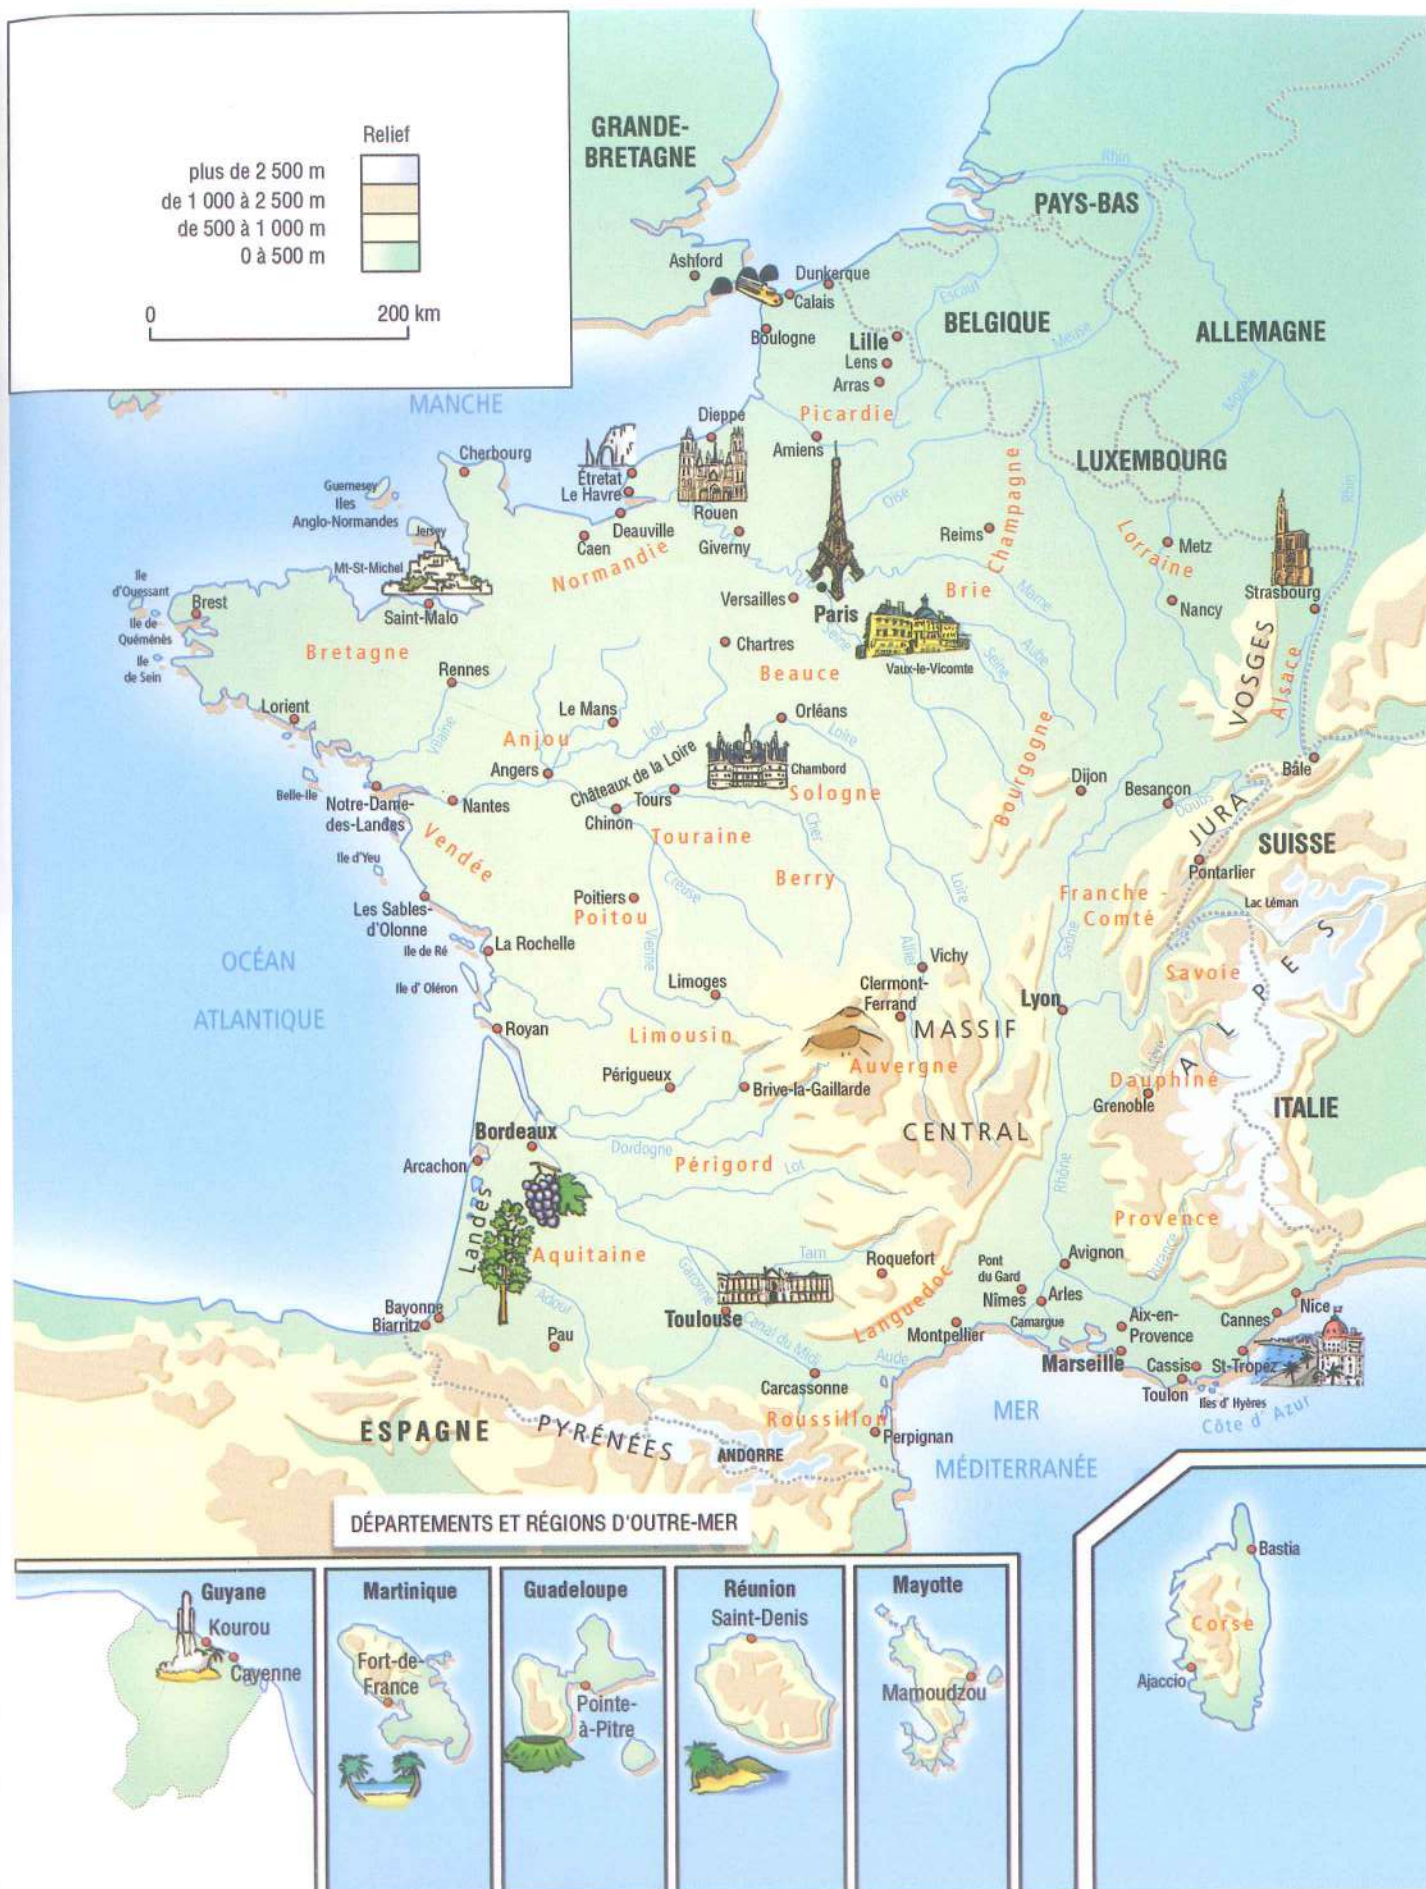 Relief
plus de 2 500 m
de 1 000 à 2 500 m
de 500 à 1 000 m
0 à 500 m
0 200 km
GRANDE-
BRETAGNE
Rhin
PAYS-BAS
Ashford
Dunkerque
Calais
Escaut
BELGIQUE
ALLEMAGNE
Boulogne
Lille
Meuse
Lens
Arras
Moselle
MANCHE
Picardie
Dieppe
Amiens
Cherbourg
LUXEMBOURG
Étretat
Le Havre
Guernesey
Iles
Anglo-Normandes
Jersey
Oise
Champagne
Rhin
Rouen
Reims
Deauville
Caen
Giverny
Metz
Lorraine
Normandie
Mt-St-Michel
Ile
d'Ouessant
Brest
Saint-Malo
Versailles
Paris
Brie
Marne
Strasbourg
Nancy
Ile de
Quéménès
Ile
de Sein
Bretagne
Rennes
Chartres
Seine
Beauce
Vaux-le-Vicomte
Seine
Aube
VOSGES
Alsace
Lorient
Vilaine
Le Mans
Orléans
Anjou
Loir
Loire
Angers
Châteaux de la Loire
Chambord
Bourgogne
Dijon
Besançon
Bâle
Belle-Ile
Notre-Dame-
des-Landes
Nantes
Tours
Sologne
Doubs
Chinon
JURA
SUISSE
Vendée
Touraine
Cher
Ile d'Yeu
Berry
Pontarlier
Creuse
Loire
Franche -
Comté
Poitiers
Poitou
Lac Léman
Les Sables-
d'Olonne
Ile de Ré
La Rochelle
Vienne
Allier
Saône
OCÉAN
ATLANTIQUE
Ile d' Oléron
Vichy
Savoie
Limoges
Clermont-
Ferrand
Lyon
ALPES
Royan
Limousin
MASSIF
Auvergne
Isère
Périgueux
Brive-la-Gaillarde
Dauphiné
Grenoble
ITALIE
Bordeaux
CENTRAL
Dordogne
Arcachon
Périgord
Lot
Rhône
Landes
Provence
Aquitaine
Garonne
Tarn
Roquefort
Pont
du Gard
Avignon
Durance
Languedoc
Adour
Nîmes
Arles
Bayonne
Biarritz
Toulouse
Canal du Midi
Camargue
Aix-en-
Provence
Cannes
Nice
Pau
Montpellier
Aude
Marseille
Cassis
St-Tropez
Carcassonne
Toulon
Iles d' Hyères
Côte d' Azur
Roussillon
ESPAGNE
PYRÉNÉES
ANDORRE
Perpignan
MER
MÉDITERRANÉE
DÉPARTEMENTS ET RÉGIONS D'OUTRE-MER
Guyane
Kourou
Cayenne
Martinique
Fort-de-
France
Guadeloupe
Pointe-
à-Pitre
Réunion
Saint-Denis
Mayotte
Mamoudzou
Bastia
Corse
Ajaccio